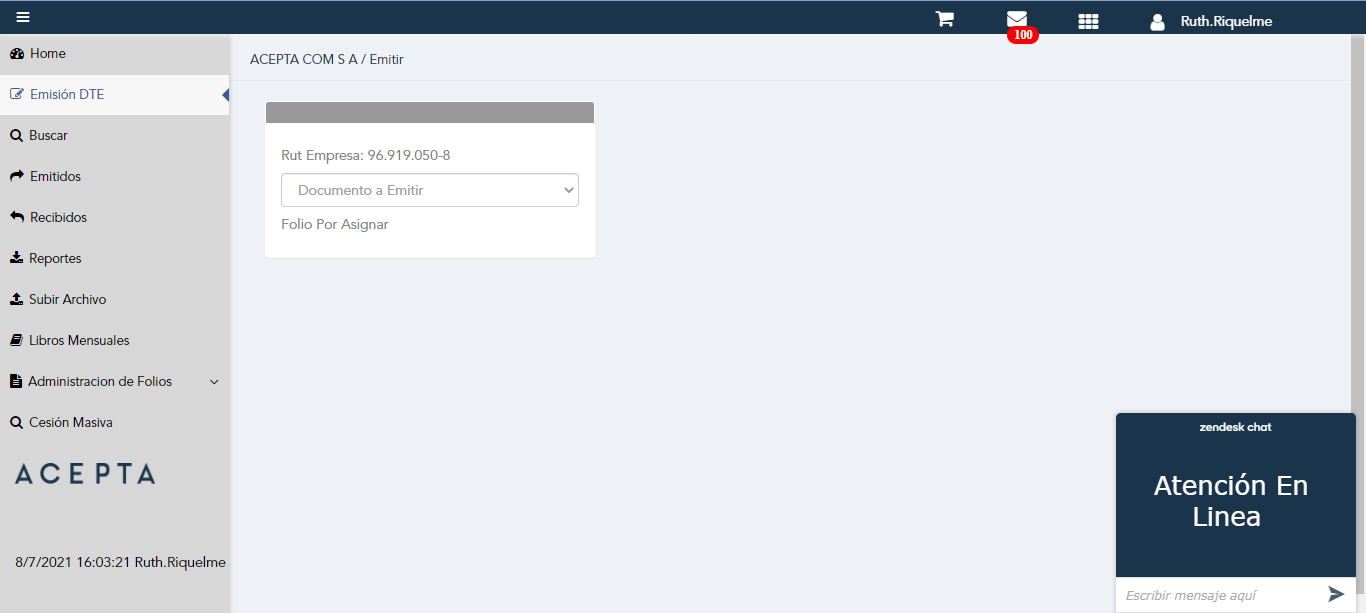 Ruth.Riquelme
100
Home
Emisión DTE
Buscar
Emitidos
Recibidos
Reportes
Subir Archivo
Libros Mensuales
Administracion de Folios
Cesión Masiva
ACEPTA
8/7/2021 16:03:21 Ruth.Riquelme
ACEPTA COM S A / Emitir
Rut Empresa: 96.919.050-8
Documento a Emitir
Folio Por Asignar
zendesk chat
Atención En
Linea
Escribir mensaje aquí